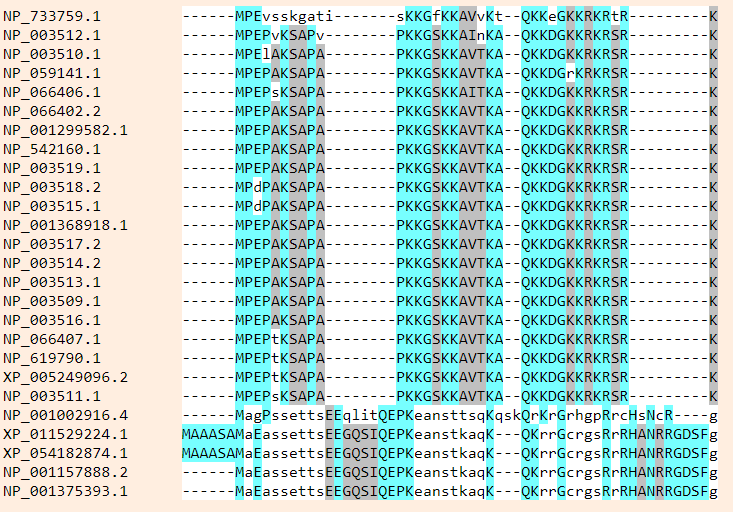 NP_733759.1 ------MPEvsskgati-------sKKGfKKAVvKt--QKKeGKKRKRtR---------K
NP_003512.1 ------MPEPvKSAPv--------PKKGSKKAInKA--QKKDGKKRKRSR---------K
NP_003510.1 ------MPElAKSAPA--------PKKGSKKAVTKA--QKKDGKKRKRSR---------K
NP_059141.1 ------MPEPAKSAPA--------PKKGSKKAVTKA--QKKDGrKRKRSR---------K
NP_066406.1 ------MPEPsKSAPA--------PKKGSKKAITKA--QKKDGKKRKRSR---------K
NP_066402.2 ------MPEPAKSAPA--------PKKGSKKAVTKA--QKKDGKKRKRSR---------K
NP_001299582.1 ------MPEPAKSAPA--------PKKGSKKAVTKA--QKKDGKKRKRSR---------K
NP_542160.1 ------MPEPAKSAPA--------PKKGSKKAVTKA--QKKDGKKRKRSR---------K
NP_003519.1 ------MPEPAKSAPA--------PKKGSKKAVTKA--QKKDGKKRKRSR---------K
NP_003518.2 ------MPdPAKSAPA--------PKKGSKKAVTKA--QKKDGKKRKRSR---------K
NP_003515.1 ------MPdPAKSAPA--------PKKGSKKAVTKA--QKKDGKKRKRSR---------K
NP_001368918.1 ------MPEPAKSAPA--------PKKGSKKAVTKA--QKKDGKKRKRSR---------K
NP_003517.2 ------MPEPAKSAPA--------PKKGSKKAVTKA--QKKDGKKRKRSR---------K
NP_003514.2 ------MPEPAKSAPA--------PKKGSKKAVTKA--QKKDGKKRKRSR---------K
NP_003513.1 ------MPEPAKSAPA--------PKKGSKKAVTKA--QKKDGKKRKRSR---------K
NP_003509.1 ------MPEPAKSAPA--------PKKGSKKAVTKA--QKKDGKKRKRSR---------K
NP_003516.1 ------MPEPAKSAPA--------PKKGSKKAVTKA--QKKDGKKRKRSR---------K
NP_066407.1 ------MPEPtKSAPA--------PKKGSKKAVTKA--QKKDGKKRKRSR---------K
NP_619790.1 ------MPEPtKSAPA--------PKKGSKKAVTKA--QKKDGKKRKRSR---------K
XP_005249096.2 ------MPEPtKSAPA--------PKKGSKKAVTKA--QKKDGKKRKRSR---------K
NP_003511.1 ------MPEPtKSAPA--------PKKGSKKAVTKA--QKKDGKKRKRSR---------K
NP_001002916.4 ------MagPssettsEEqlitQEPKeansttsqKqskQrKrGrhgpRrcHsNcR----g
XP_011529224.1 MAAASAMaEassettsEEGQSIQEPKeanstkaqK---QKrrGcrgsRrRHANRRGDSFg
XP_054182874.1 MAAASAMaEassettsEEGQSIQEPKeanstkaqK---QKrrGcrgsRrRHANRRGDSFg
NP_001157888.2 ------MaEassettsEEGQSIQEPKeanstkaqK---QKrrGcrgsRrRHANRRGDSFg
NP_001375393.1 ------MaEassettsEEGQSIQEPKeanstkaqK---QKrrGcrgsRrRHANRRGDSFg